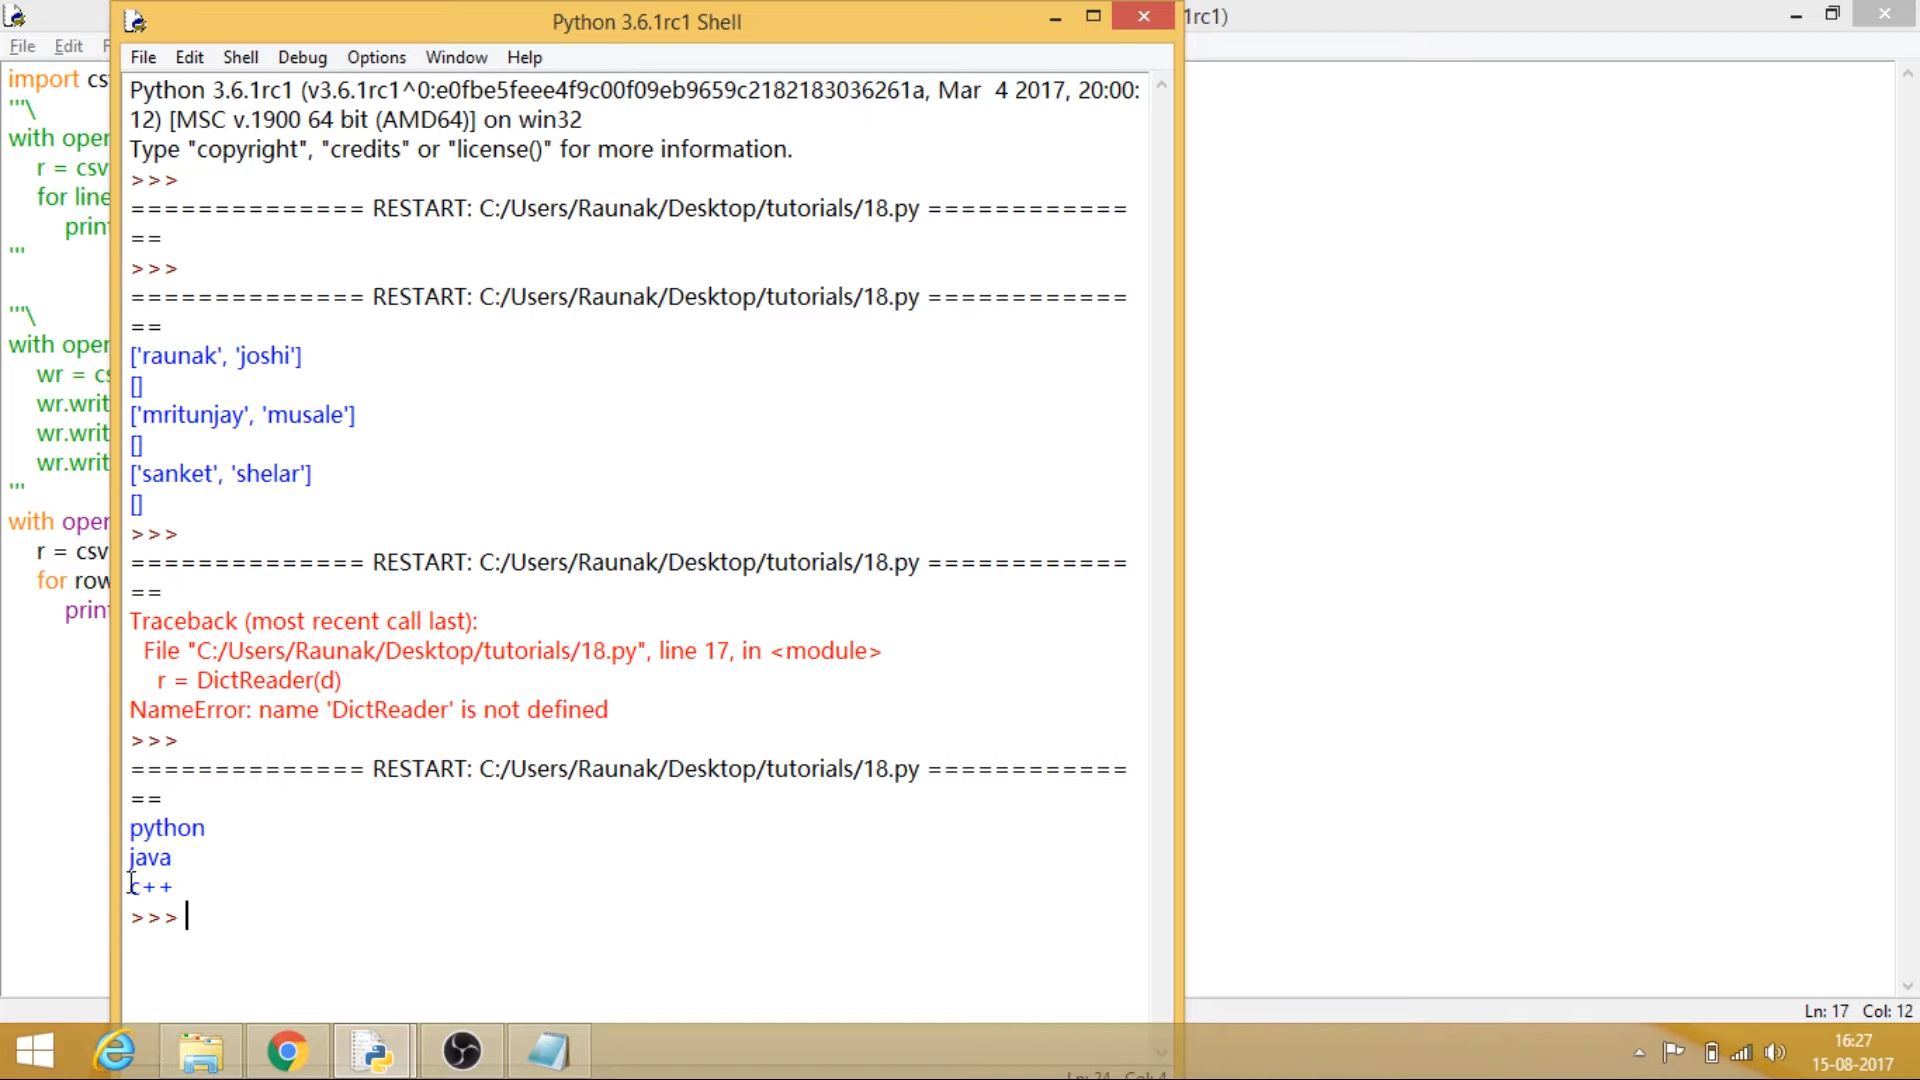 Python 3.6.1rc1 Shell
1rc1)
File Edit F
File Edit Shell Debug Options Window Help
import cs
'''\
with oper
r = csv
for line
print
'''
'''\
with oper
wr = cs
wr.writ
wr.writ
wr.writ
'''
with oper
r = csv
for row
print
Python 3.6.1rc1 (v3.6.1rc1^0:e0fbe5feee4f9c00f09eb9659c2182183036261a, Mar  4 2017, 20:00:
12) [MSC v.1900 64 bit (AMD64)] on win32
Type "copyright", "credits" or "license()" for more information.
>>>
============== RESTART: C:/Users/Raunak/Desktop/tutorials/18.py ============
==
>>>
============== RESTART: C:/Users/Raunak/Desktop/tutorials/18.py ============
==
['raunak', 'joshi']
[]
['mritunjay', 'musale']
[]
['sanket', 'shelar']
[]
>>>
============== RESTART: C:/Users/Raunak/Desktop/tutorials/18.py ============
==
Traceback (most recent call last):
File "C:/Users/Raunak/Desktop/tutorials/18.py", line 17, in <module>
r = DictReader(d)
NameError: name 'DictReader' is not defined
>>>
============== RESTART: C:/Users/Raunak/Desktop/tutorials/18.py ============
==
python
java
c++
>>>
Ln: 17 Col: 12
16:27
15-08-2017